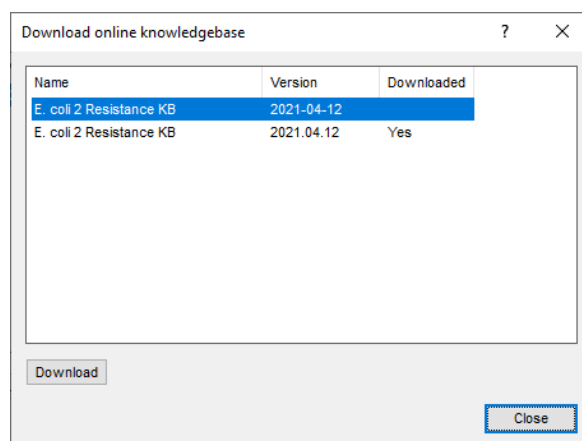 Download online knowledgebase ?
Name Version Downloaded
E. coli 2 Resistance KB 2021-04-12
E. coli 2 Resistance KB 2021.04.12 Yes
Download
Close